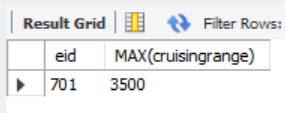 Result Grid Filter Rows:
eid MAX(cruisingrange)
701 3500